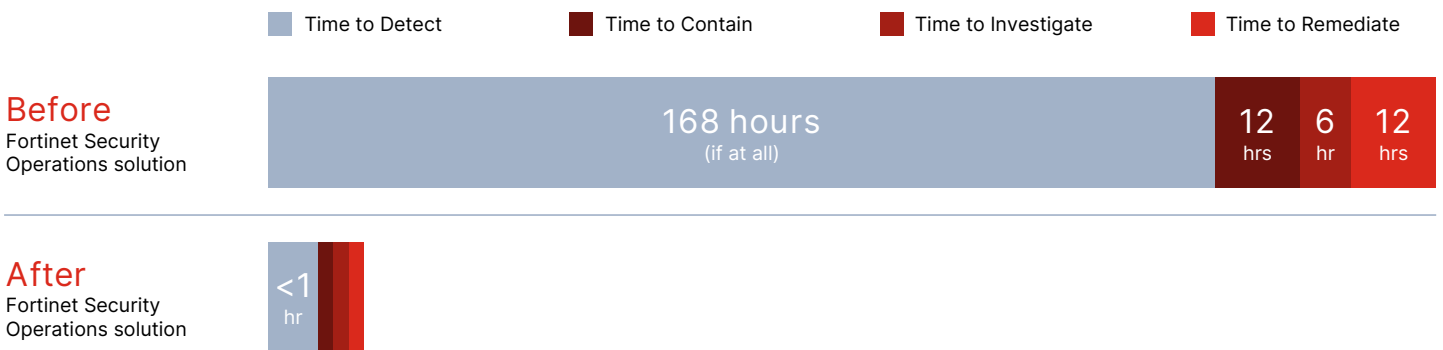 Time to Detect
Time to Contain
Time to Investigate
Time to Remediate
Before
Fortinet Security
Operations solution
168 hours
(if at all)
12
hrs
6
hr
12
hrs
After
Fortinet Security
Operations solution
<1
hr